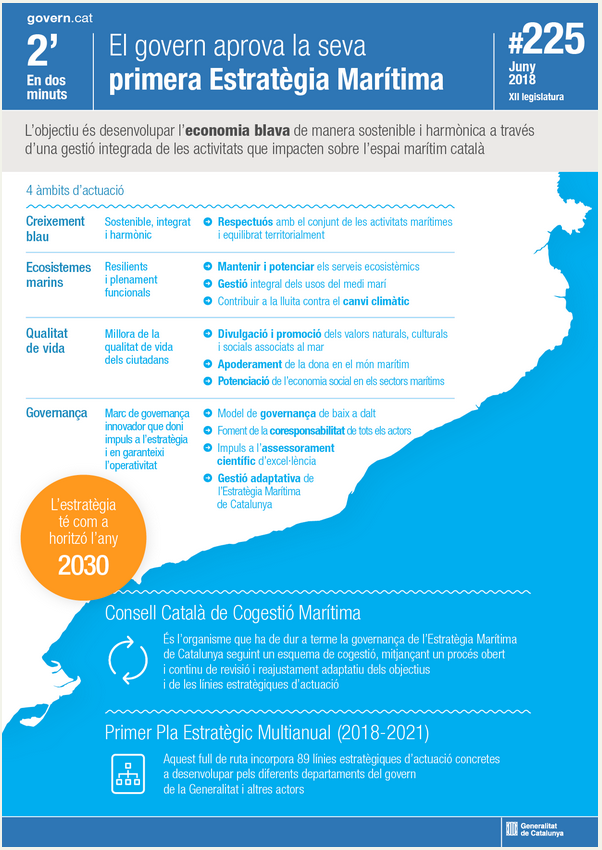 govern.cat
2’
En dos
minuts
El govern aprova la seva
primera Estratègia Marítima
#225
Juny
2018
XII legislatura
L’objectiu és desenvolupar l’economia blava de manera sostenible i harmònica a través
d’una gestió integrada de les activitats que impacten sobre l’espai marítim català
4 àmbits d’actuació
Creixement
blau
Sostenible, integrat
i harmònic
Respectuós amb el conjunt de les activitats marítimes
i equilibrat territorialment
Ecosistemes
marins
Resilients
i plenament
funcionals
Mantenir i potenciar els serveis ecosistèmics
Gestió integral dels usos del medi marí
Contribuir a la lluita contra el canvi climàtic
Qualitat
de vida
Millora de la
qualitat de vida
dels ciutadans
Divulgació i promoció dels valors naturals, culturals
i socials associats al mar
Apoderament de la dona en el món marítim
Potenciació de l’economia social en els sectors marítims
Governança
Marc de governança
innovador que doni
impuls a l’estratègia
i en garanteixi
l’operativitat
Model de governança de baix a dalt
Foment de la coresponsabilitat de tots els actors
Impuls a l’assessorament
científic d’excel·lència
Gestió adaptativa de
l’Estratègia Marítima
de Catalunya
L’estratègia
té com a
horitzó l’any
2030
Consell Català de Cogestió Marítima
És l’organisme que ha de dur a terme la governança de l’Estratègia Marítima
de Catalunya seguint un esquema de cogestió, mitjançant un procés obert
i continu de revisió i reajustament adaptatiu dels objectius
i de les línies estratègiques d’actuació
Primer Pla Estratègic Multianual (2018-2021)
Aquest full de ruta incorpora 89 línies estratègiques d’actuació concretes
a desenvolupar pels diferents departaments del govern
de la Generalitat i altres actors
Generalitat
de Catalunya